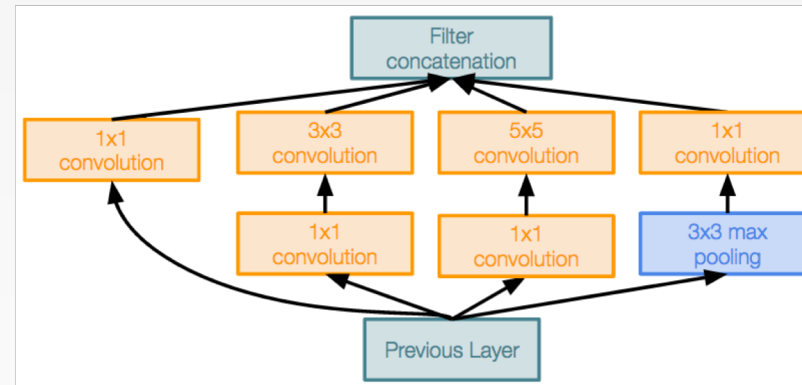 Filter
concatenation
1x1
convolution
3x3
convolution
5x5
convolution
1x1
convolution
1x1
convolution
1x1
convolution
3x3 max
pooling
Previous Layer